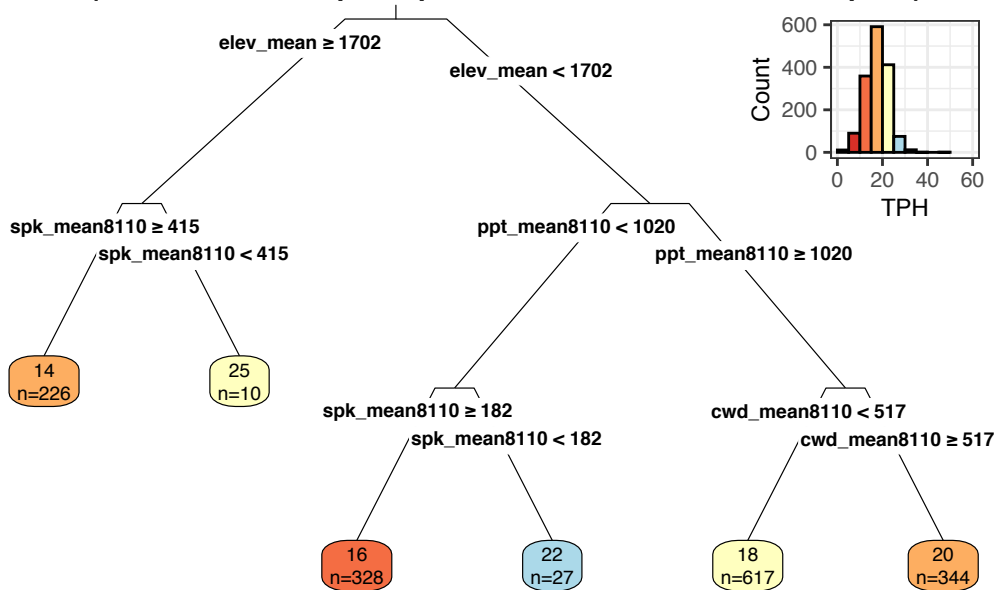 elev_mean ≥ 1702
elev_mean < 1702
600
400
200
0
Count
0 20 40 60
TPH
spk_mean8110 ≥ 415
spk_mean8110 < 415
ppt_mean8110 < 1020
ppt_mean8110 ≥ 1020
14
n=226
25
n=10
spk_mean8110 ≥ 182
spk_mean8110 < 182
cwd_mean8110 < 517
cwd_mean8110 ≥ 517
16
n=328
22
n=27
18
n=617
20
n=344